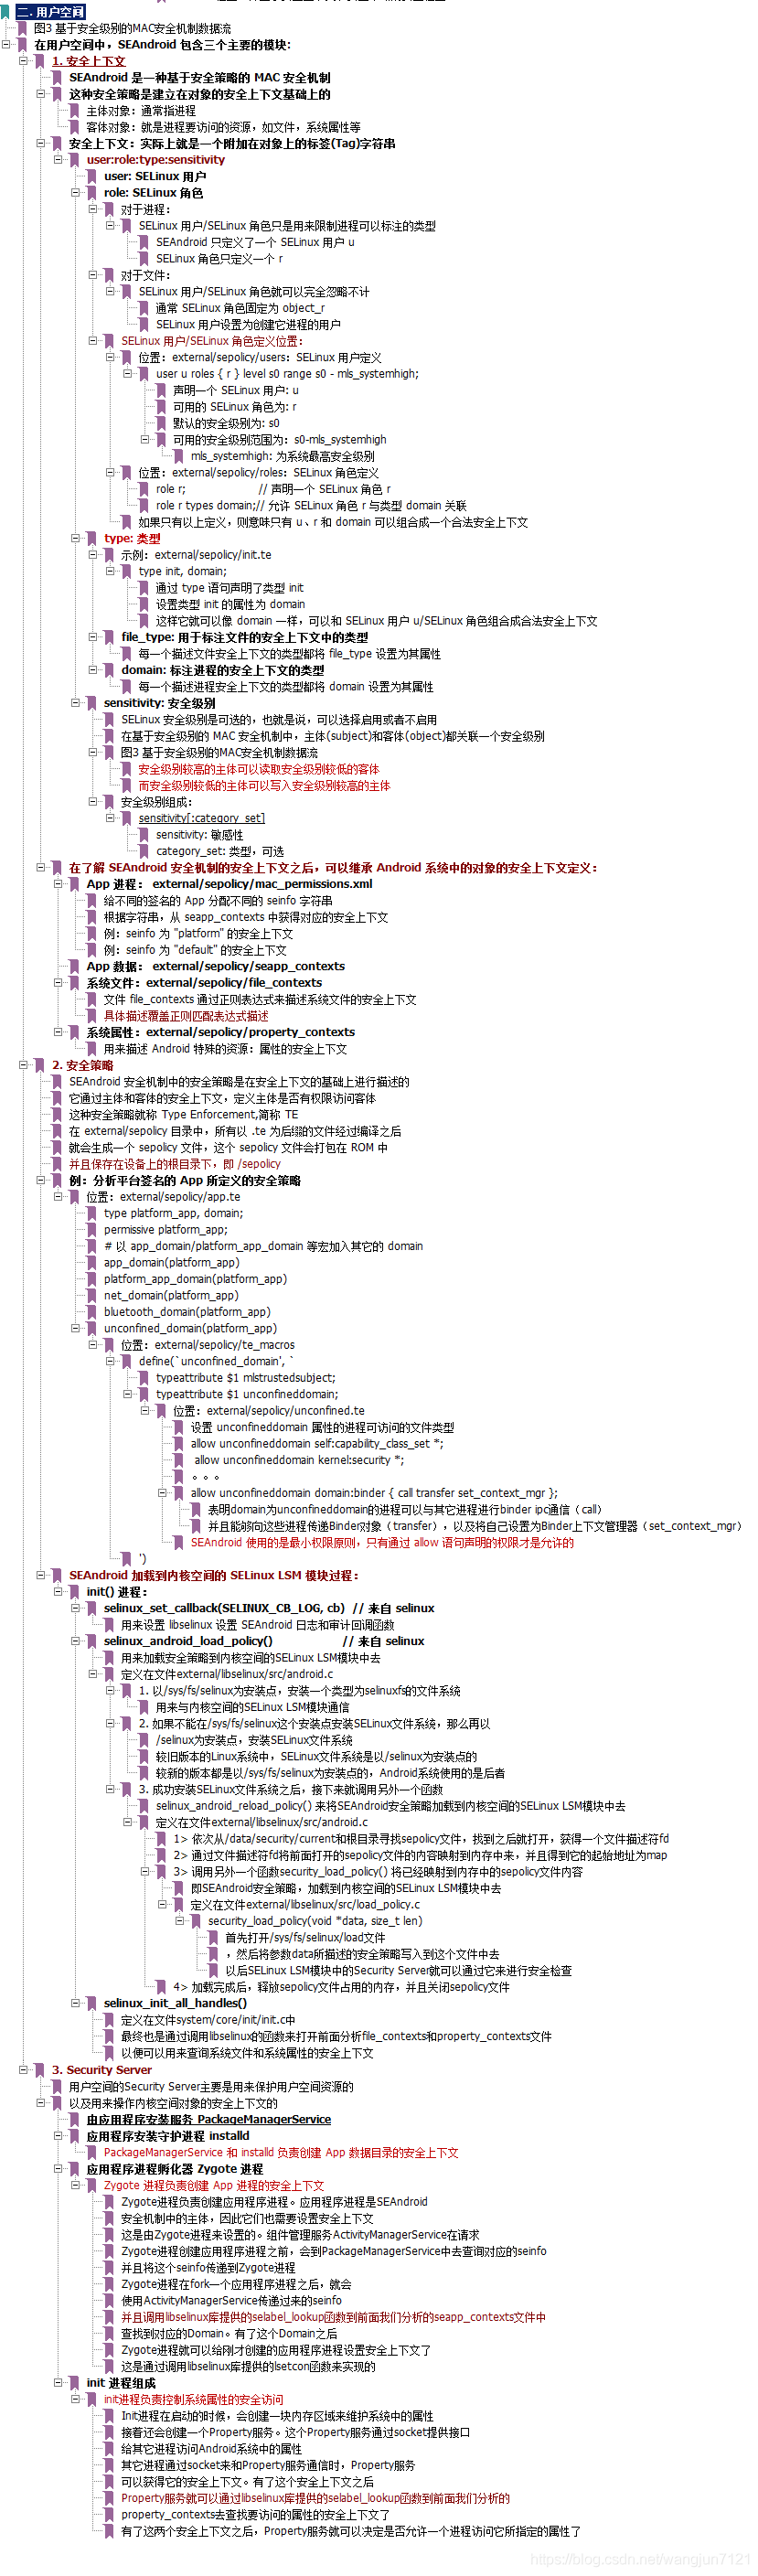 二. 用户空间
图3 基于安全级别的MAC安全机制数据流
在用户空间中，SEAndroid 包含三个主要的模块：
1. 安全上下文
SEAndroid 是一种基于安全策略的 MAC 安全机制
这种安全策略是建立在对象的安全上下文基础上的
主体对象：通常指进程
客体对象：就是进程要访问的资源，如文件，系统属性等
安全上下文：实际上就是一个附加在对象上的标签(Tag)字符串
user:role:type:sensitivity
user: SELinux 用户
role: SELinux 角色
对于进程：
SELinux 用户/SELinux 角色只是用来限制进程可以标注的类型
SEAndroid 只定义了一个 SELinux 用户 u
SELinux 角色只定义一个 r
对于文件：
SELinux 用户/SELinux 角色就可以完全忽略不计
通常 SELinux 角色固定为 object_r
SELinux 用户设置为创建它进程的用户
SELinux 用户/SELinux 角色定义位置：
位置：external/sepolicy/users：SELinux 用户定义
user u roles { r } level s0 range s0 - mls_systemhigh;
声明一个 SELinux 用户: u
可用的 SELinux 角色为: r
默认的安全级别为: s0
可用的安全级别范围为：s0-mls_systemhigh
mls_systemhigh: 为系统最高安全级别
位置：external/sepolicy/roles：SELinux 角色定义
role r; // 声明一个 SELinux 角色 r
role r types domain;// 允许 SELinux 角色 r 与类型 domain 关联
如果只有以上定义，则意味只有 u、r 和 domain 可以组合成一个合法安全上下文
type: 类型
示例：external/sepolicy/init.te
type init, domain;
通过 type 语句声明了类型 init
设置类型 init 的属性为 domain
这样它就可以像 domain 一样，可以和 SELinux 用户 u/SELinux 角色组合成合法安全上下文
file_type: 用于标注文件的安全上下文中的类型
每一个描述文件安全上下文的类型都将 file_type 设置为其属性
domain: 标注进程的安全上下文的类型
每一个描述进程安全上下文的类型都将 domain 设置为其属性
sensitivity: 安全级别
SELinux 安全级别是可选的，也就是说，可以选择启用或者不启用
在基于安全级别的 MAC 安全机制中，主体(subject)和客体(object)都关联一个安全级别
图3 基于安全级别的MAC安全机制数据流
安全级别较高的主体可以读取安全级别较低的客体
而安全级别较低的主体可以写入安全级别较高的主体
安全级别组成：
sensitivity[:category_set]
sensitivity: 敏感性
category_set: 类型，可选
在了解 SEAndroid 安全机制的安全上下文之后，可以继承 Android 系统中的对象的安全上下文定义：
App 进程： external/sepolicy/mac_permissions.xml
给不同的签名的 App 分配不同的 seinfo 字符串
根据字符串，从 seapp_contexts 中获得对应的安全上下文
例：seinfo 为 "platform" 的安全上下文
例：seinfo 为 "default" 的安全上下文
App 数据： external/sepolicy/seapp_contexts
系统文件：external/sepolicy/file_contexts
文件 file_contexts 通过正则表达式来描述系统文件的安全上下文
具体描述覆盖正则匹配表达式描述
系统属性：external/sepolicy/property_contexts
用来描述 Android 特殊的资源：属性的安全上下文
2. 安全策略
SEAndroid 安全机制中的安全策略是在安全上下文的基础上进行描述的
它通过主体和客体的安全上下文，定义主体是否有权限访问客体
这种安全策略就称 Type Enforcement,简称 TE
在 external/sepolicy 目录中，所有以 .te 为后缀的文件经过编译之后
就会生成一个 sepolicy 文件，这个 sepolicy 文件会打包在 ROM 中
并且保存在设备上的根目录下，即 /sepolicy
例：分析平台签名的 App 所定义的安全策略
位置：external/sepolicy/app.te
type platform_app, domain;
permissive platform_app;
# 以 app_domain/platform_app_domain 等宏加入其它的 domain
app_domain(platform_app)
platform_app_domain(platform_app)
net_domain(platform_app)
bluetooth_domain(platform_app)
unconfined_domain(platform_app)
位置：external/sepolicy/te_macros
define(`unconfined_domain', `
typeattribute $1 mlstrustedsubject;
typeattribute $1 unconfineddomain;
位置：external/sepolicy/unconfined.te
设置 unconfineddomain 属性的进程可访问的文件类型
allow unconfineddomain self:capability_class_set *;
allow unconfineddomain kernel:security *;
。。。
allow unconfineddomain domain:binder { call transfer set_context_mgr };
表明domain为unconfineddomain的进程可以与其它进程进行binder ipc通信（call）
并且能够向这些进程传递Binder对象（transfer），以及将自己设置为Binder上下文管理器（set_context_mgr）
SEAndroid 使用的是最小权限原则，只有通过 allow 语句声明的权限才是允许的
')
SEAndroid 加载到内核空间的 SELinux LSM 模块过程：
init() 进程：
selinux_set_callback(SELINUX_CB_LOG, cb) // 来自 selinux
用来设置 libselinux 设置 SEAndroid 日志和审计回调函数
selinux_android_load_policy() // 来自 selinux
用来加载安全策略到内核空间的SELinux LSM模块中去
定义在文件external/libselinux/src/android.c
1. 以/sys/fs/selinux为安装点，安装一个类型为selinuxfs的文件系统
用来与内核空间的SELinux LSM模块通信
2. 如果不能在/sys/fs/selinux这个安装点安装SELinux文件系统，那么再以
/selinux为安装点，安装SELinux文件系统
较旧版本的Linux系统中，SELinux文件系统是以/selinux为安装点的
较新的版本都是以/sys/fs/selinux为安装点的，Android系统使用的是后者
3. 成功安装SELinux文件系统之后，接下来就调用另外一个函数
selinux_android_reload_policy() 来将SEAndroid安全策略加载到内核空间的SELinux LSM模块中去
定义在文件external/libselinux/src/android.c
1> 依次从/data/security/current和根目录寻找sepolicy文件，找到之后就打开，获得一个文件描述符fd
2> 通过文件描述符fd将前面打开的sepolicy文件的内容映射到内存中来，并且得到它的起始地址为map
3> 调用另外一个函数security_load_policy() 将已经映射到内存中的sepolicy文件内容
即SEAndroid安全策略，加载到内核空间的SELinux LSM模块中去
定义在文件external/libselinux/src/load_policy.c
security_load_policy(void *data, size_t len)
首先打开/sys/fs/selinux/load文件
，然后将参数data所描述的安全策略写入到这个文件中去
以后SELinux LSM模块中的Security Server就可以通过它来进行安全检查
4> 加载完成后，释放sepolicy文件占用的内存，并且关闭sepolicy文件
selinux_init_all_handles()
定义在文件system/core/init/init.c中
最终也是通过调用libselinux的函数来打开前面分析file_contexts和property_contexts文件
以便可以用来查询系统文件和系统属性的安全上下文
3. Security Server
用户空间的Security Server主要是用来保护用户空间资源的
以及用来操作内核空间对象的安全上下文的
由应用程序安装服务 PackageManagerService
应用程序安装守护进程 installd
PackageManagerService 和 installd 负责创建 App 数据目录的安全上下文
应用程序进程孵化器 Zygote 进程
Zygote 进程负责创建 App 进程的安全上下文
Zygote进程负责创建应用程序进程。应用程序进程是SEAndroid
安全机制中的主体，因此它们也需要设置安全上下文
这是由Zygote进程来设置的。组件管理服务ActivityManagerService在请求
Zygote进程创建应用程序进程之前，会到PackageManagerService中去查询对应的seinfo
并且将这个seinfo传递到Zygote进程
Zygote进程在fork一个应用程序进程之后，就会
使用ActivityManagerService传递过来的seinfo
并且调用libselinux库提供的selabel_lookup函数到前面我们分析的seapp_contexts文件中
查找到对应的Domain。有了这个Domain之后
Zygote进程就可以给刚才创建的应用程序进程设置安全上下文了
这是通过调用libselinux库提供的lsetcon函数来实现的
init 进程组成
init进程负责控制系统属性的安全访问
Init进程在启动的时候，会创建一块内存区域来维护系统中的属性
接着还会创建一个Property服务。这个Property服务通过socket提供接口
给其它进程访问Android系统中的属性
其它进程通过socket来和Property服务通信时，Property服务
可以获得它的安全上下文。有了这个安全上下文之后
Property服务就可以通过libselinux库提供的selabel_lookup函数到前面我们分析的
property_contexts去查找要访问的属性的安全上下文了
有了这两个安全上下文之后，Property服务就可以决定是否允许一个进程访问它所指定的属性了
https://blog.csdn.net/wangjun7121